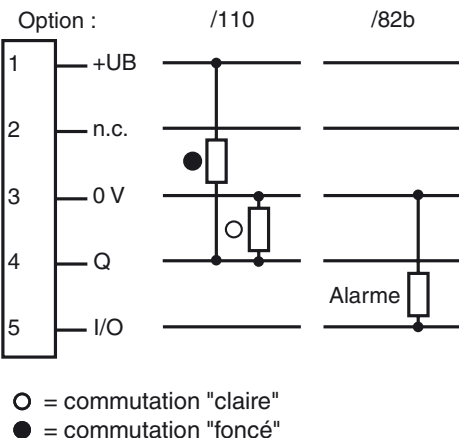 Option : /110 /82b
1 +UB
2 n.c.
3 0 V
4 Q
Alarme
5 I/O
= commutation "claire"
= commutation "foncé"